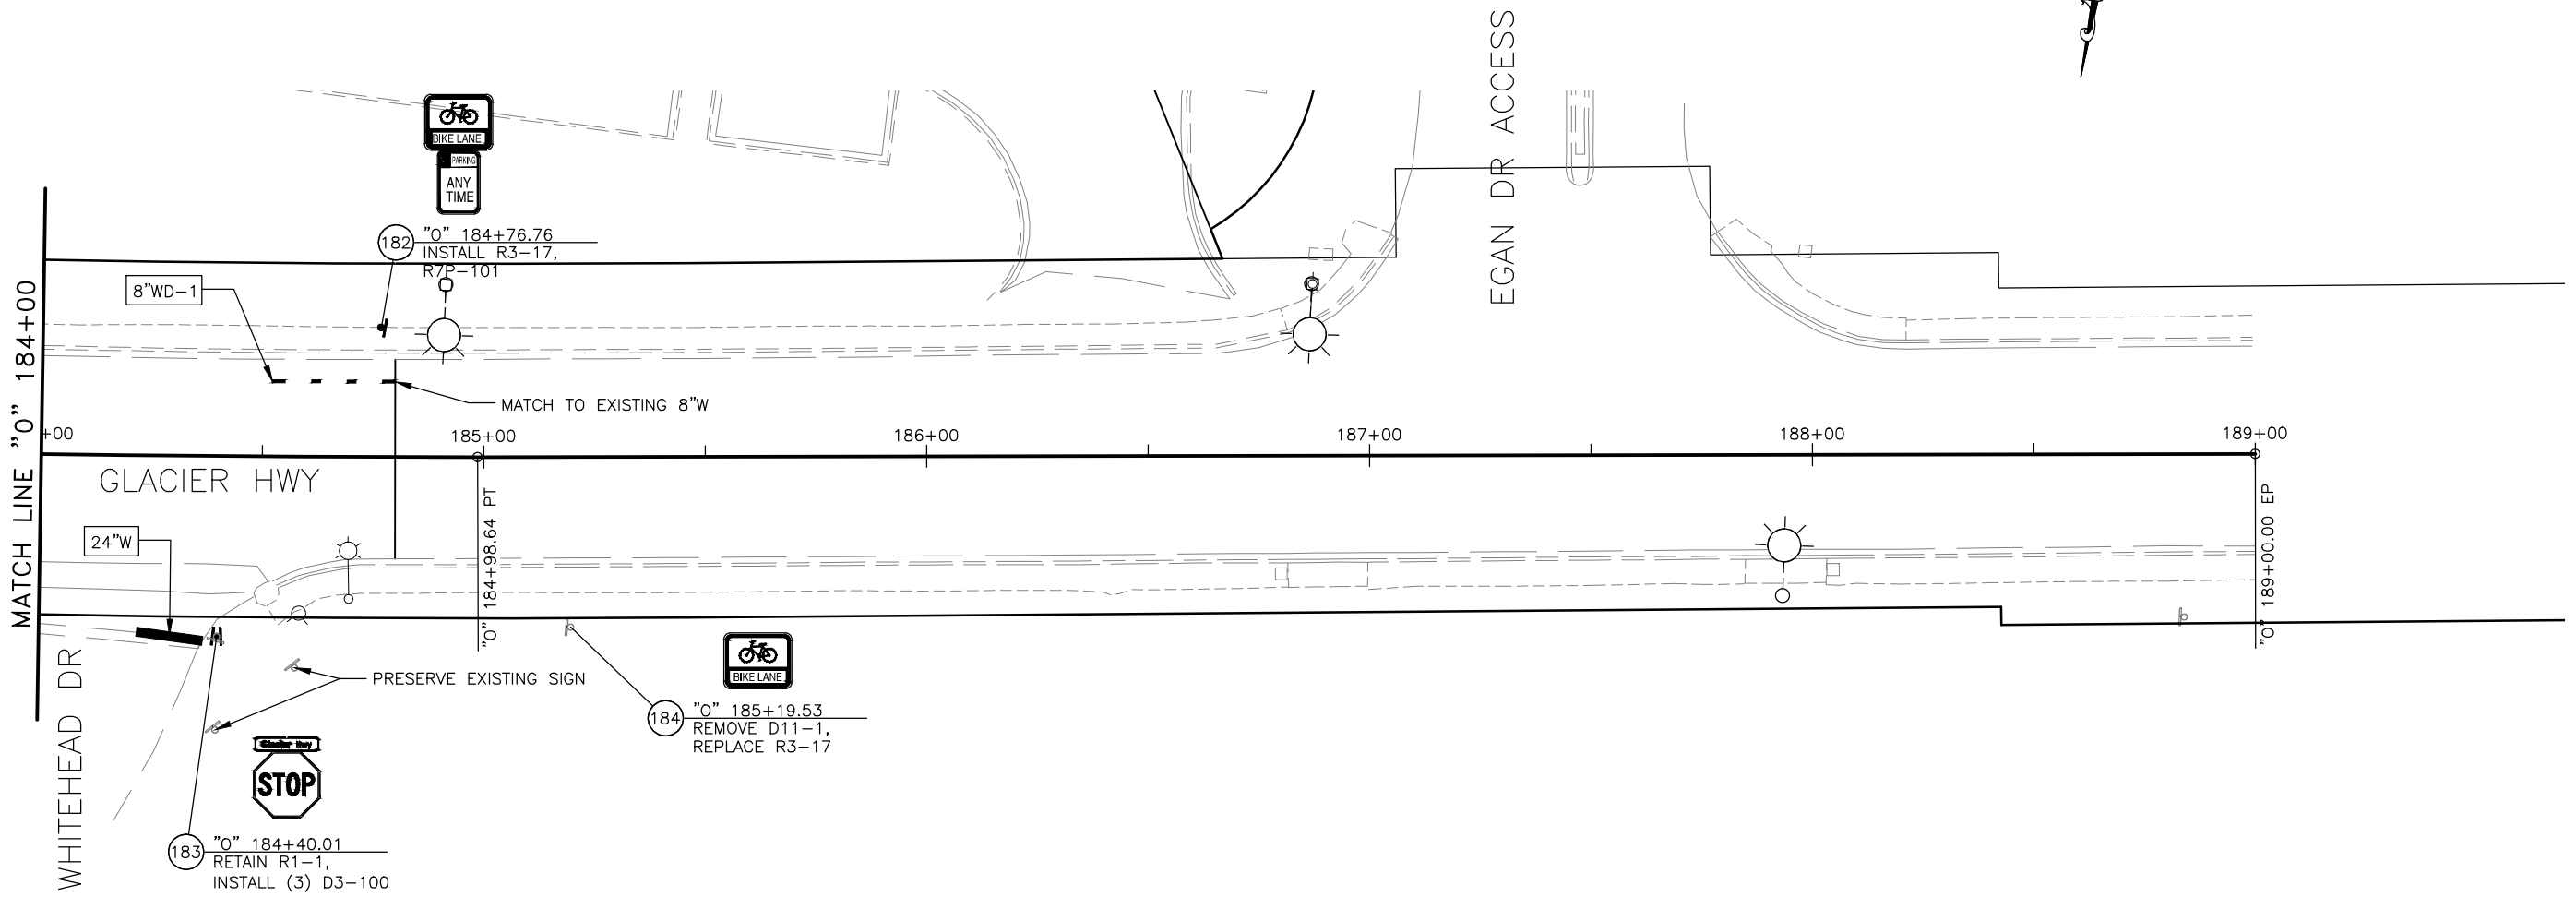 EGAN DR ACCESS
BIKE LANE
PARKING
ANY
TIME
182
"O" 184+76.76
INSTALL R3-17,
R7P-101
8"WD-1
MATCH LINE "O" 184+00
MATCH TO EXISTING 8"W
+00
185+00
186+00
187+00
188+00
189+00
GLACIER HWY
24"W
"O" 184+98.64 PT
"O" 189+00.00 EP
WHITEHEAD DR
PRESERVE EXISTING SIGN
BIKE LANE
184
"O" 185+19.53
REMOVE D11-1,
REPLACE R3-17
Glacier Hwy
STOP
183
"O" 184+40.01
RETAIN R1-1,
INSTALL (3) D3-100